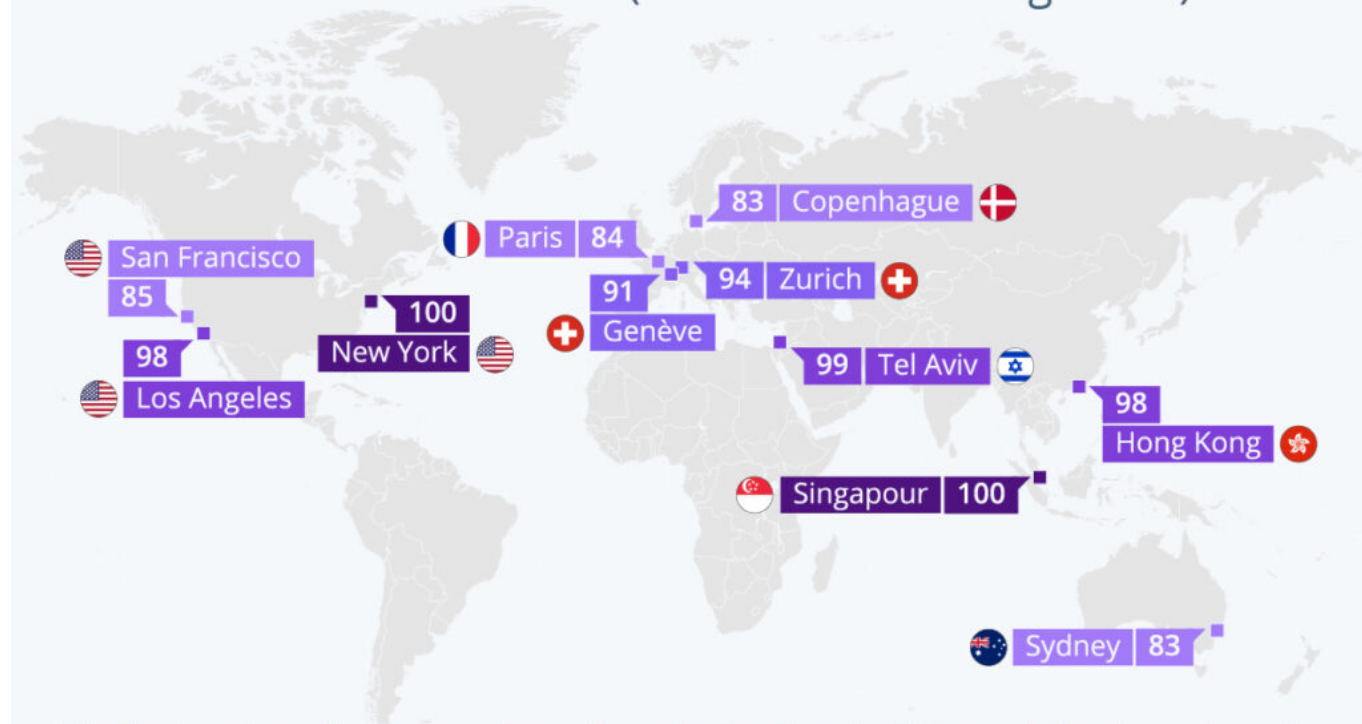 83 Copenhague
Paris 84
San Francisco
85
94 Zurich
91
Genève
100
New York
98
Los Angeles
99 Tel Aviv
98
Hong Kong
Singapour 100
Sydney 83